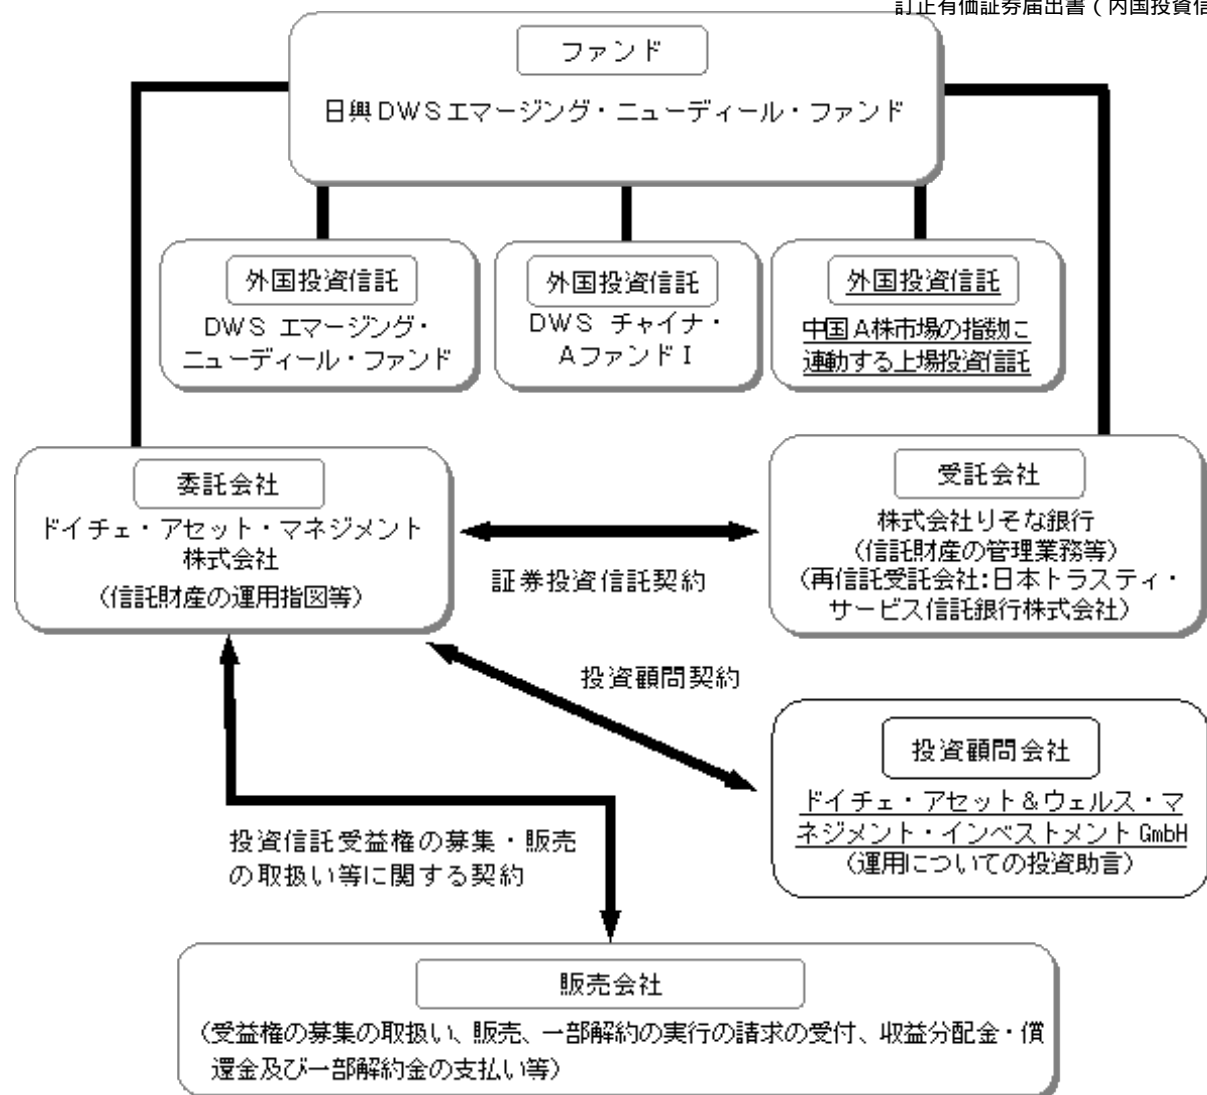 訂正有価証券届出書(内国投資信
ファンド
日興DWSエマージング・ニューディール・ファンド
外国投資信託
DWS エマージング・
ニューディール・ファンド
外国投資信託
DWS チャイナ・
AファンドⅠ
外国投資信託
中国A株市場の指数に
連動する上場投資信託
委託会社
ドイチェ・アセット・マネジメント
株式会社
(信託財産の運用指図等)
証券投資信託契約
受託会社
株式会社りそな銀行
(信託財産の管理業務等)
(再信託受託会社:日本トラスティ・
サービス信託銀行株式会社)
投資顧問契約
投資顧問会社
ドイチェ・アセット&ウェルス・マ
ネジメント・インベストメント GmbH
(運用についての投資助言)
投資信託受益権の募集・販売
の取扱い等に関する契約
販売会社
(受益権の募集の取扱い、販売、一部解約の実行の請求の受付、収益分配金・償
還金及び一部解約金の支払い等)